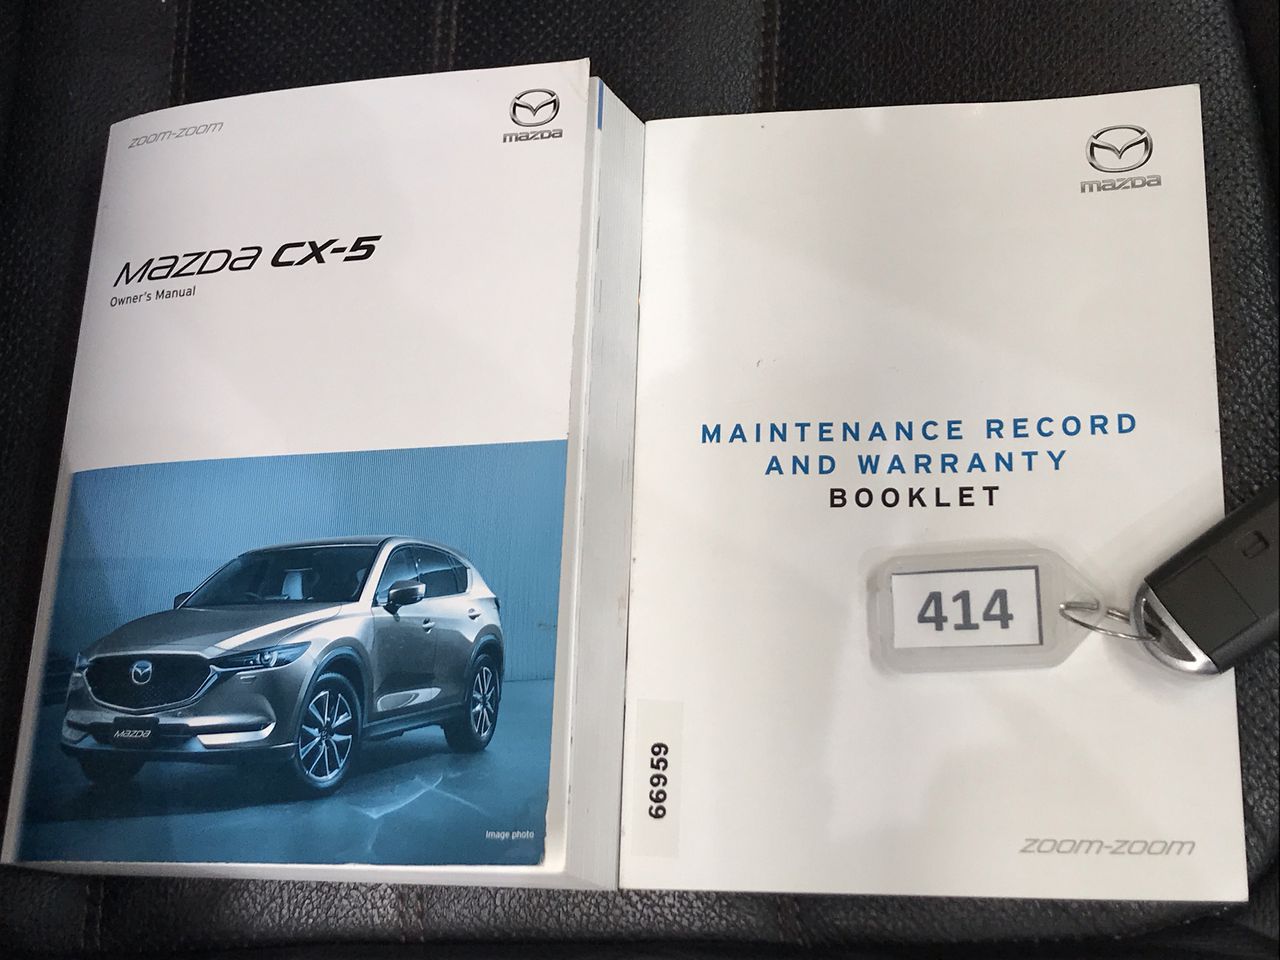 zoom-zoom
mazda
mazda CX-5
Owner's Manual
mazda
Image photo
mazda
MAINTENANCE RECORD
AND WARRANTY
BOOKLET
414
66959
zoom-zoom